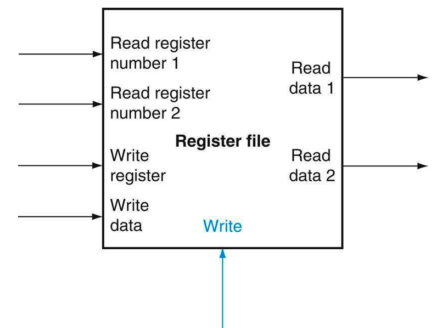 Read register
number 1
Read register
number 2
Write
register
Write
data
Register file
Write
Read
data 1
Read
data 2